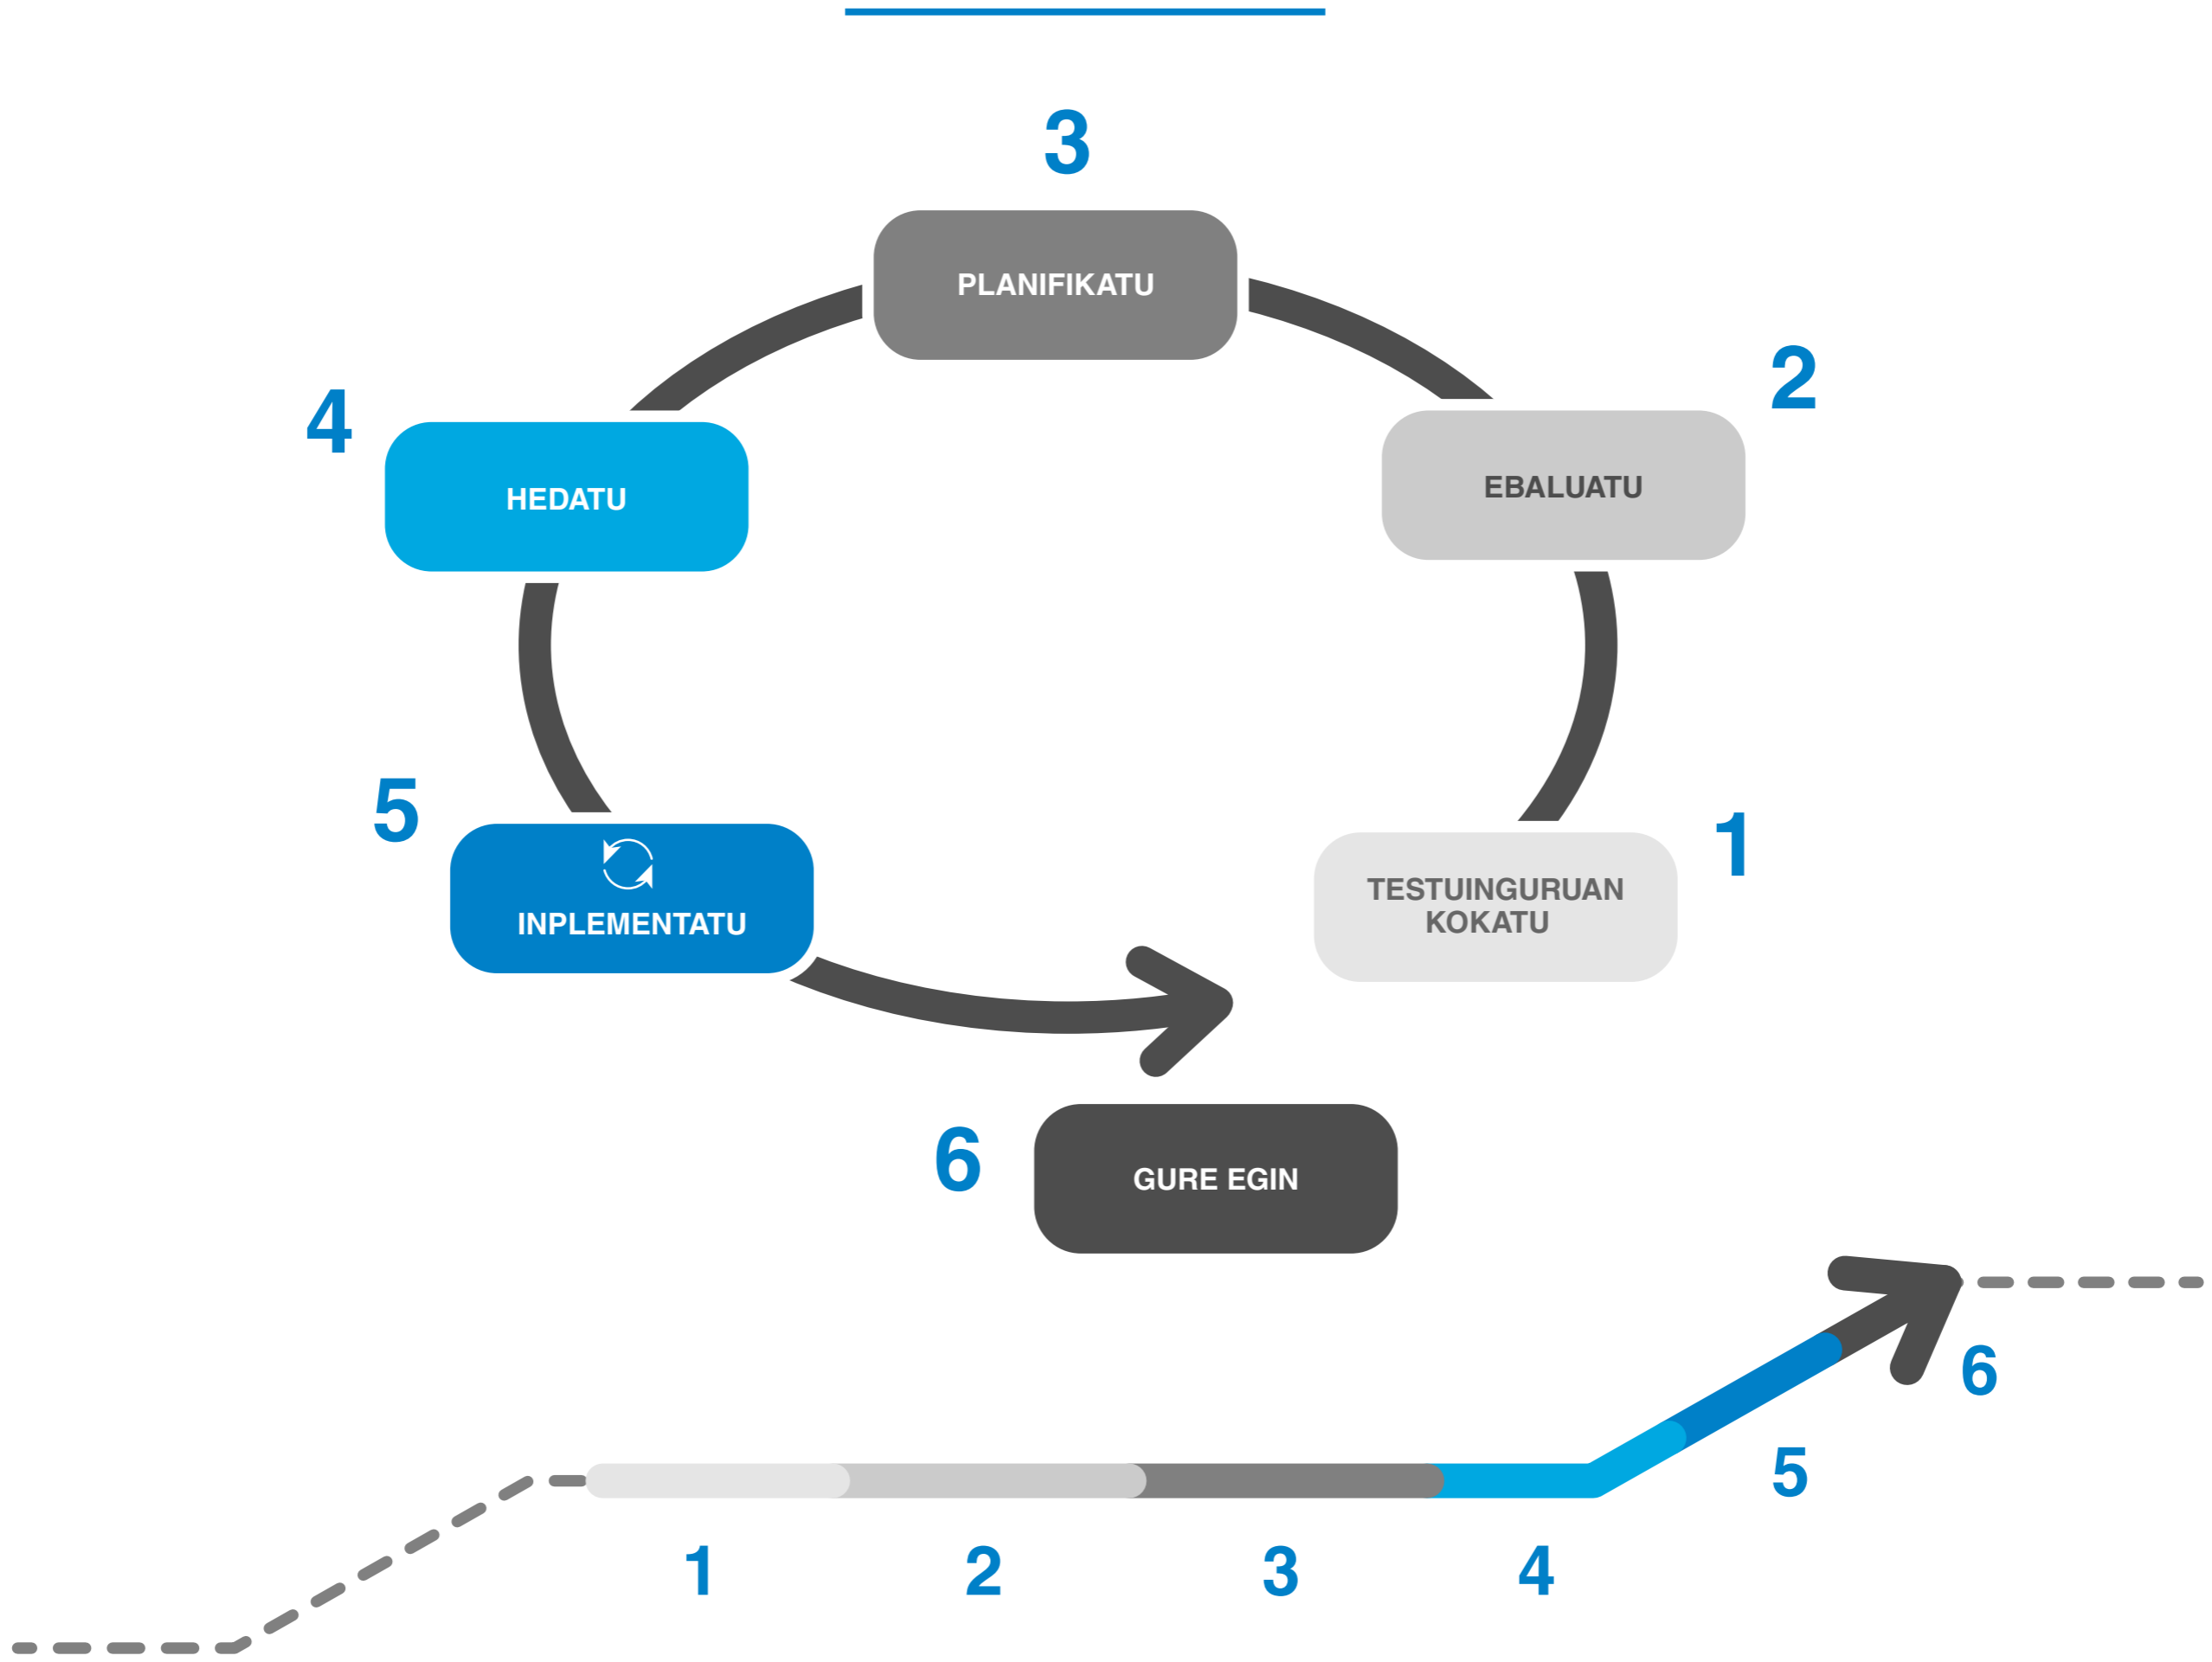 3
PLANIFIKATU
2
4
EBALUATU
HEDATU
5
1
TESTUINGURUAN
KOKATU
INPLEMENTATU
6
GURE EGIN
6
5
1
2
3
4